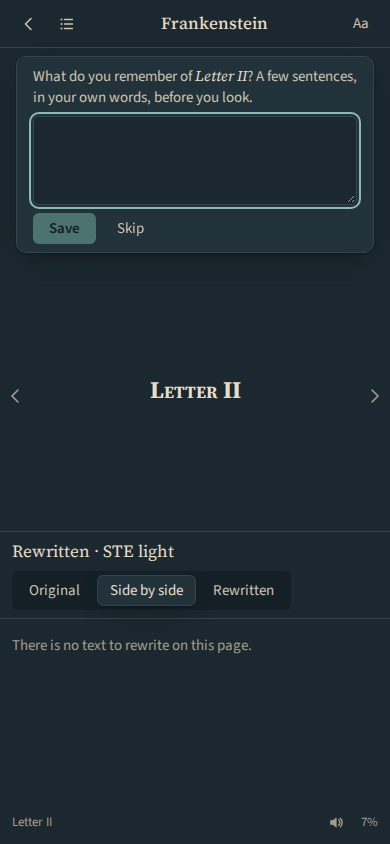 Frankenstein
Aa
What do you remember of Letter II? A few sentences,
in your own words, before you look.
Save
Skip
Letter II
Rewritten · STE light
Original
Side by side
Rewritten
There is no text to rewrite on this page.
Letter II
7%